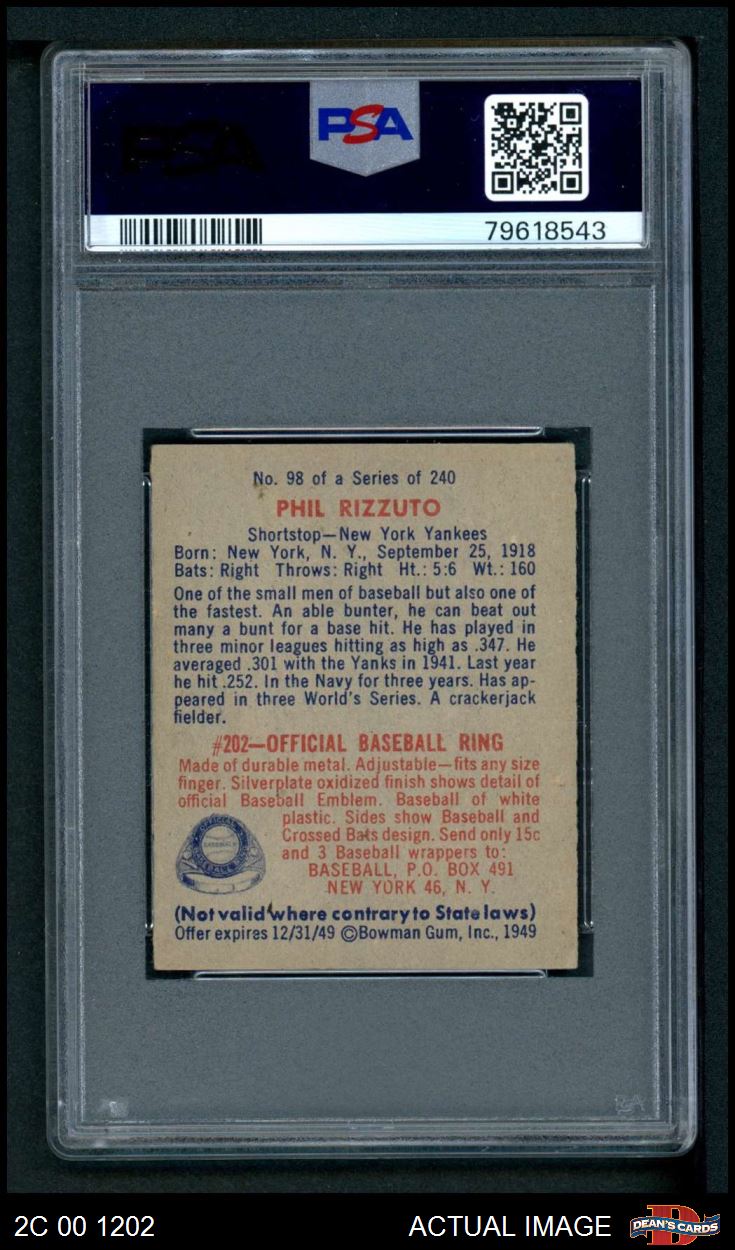 PSA
PSA
79618543
No. 98 of a Series of 240
PHIL RIZZUTO
Shortstop—New York Yankees
Born: New York, N. Y., September 25, 1918
Bats: Right Throws: Right Ht.: 5:6 Wt.: 160
One of the small men of baseball but also one of
the fastest. An able bunter, he can beat out
many a bunt for a base hit. He has played in
three minor leagues hitting as high as .347. He
averaged .301 with the Yanks in 1941. Last year
he hit .252. In the Navy for three years. Has ap-
peared in three World's Series. A crackerjack
fielder.
#202—OFFICIAL BASEBALL RING
Made of durable metal. Adjustable—fits any size
finger. Silverplate oxidized finish shows detail of
official Baseball Emblem. Baseball of white
plastic. Sides show Baseball and
Crossed Bats design. Send only 15c
and 3 Baseball wrappers to:
BASEBALL, P.O. BOX 491
NEW YORK 46, N. Y.
OFFICIAL
BASEBALL
BASEBALL RING
(Not valid where contrary to State laws)
Offer expires 12/31/49 ©Bowman Gum, Inc., 1949
2C 00 1202
ACTUAL IMAGE
DEAN'S CARDS